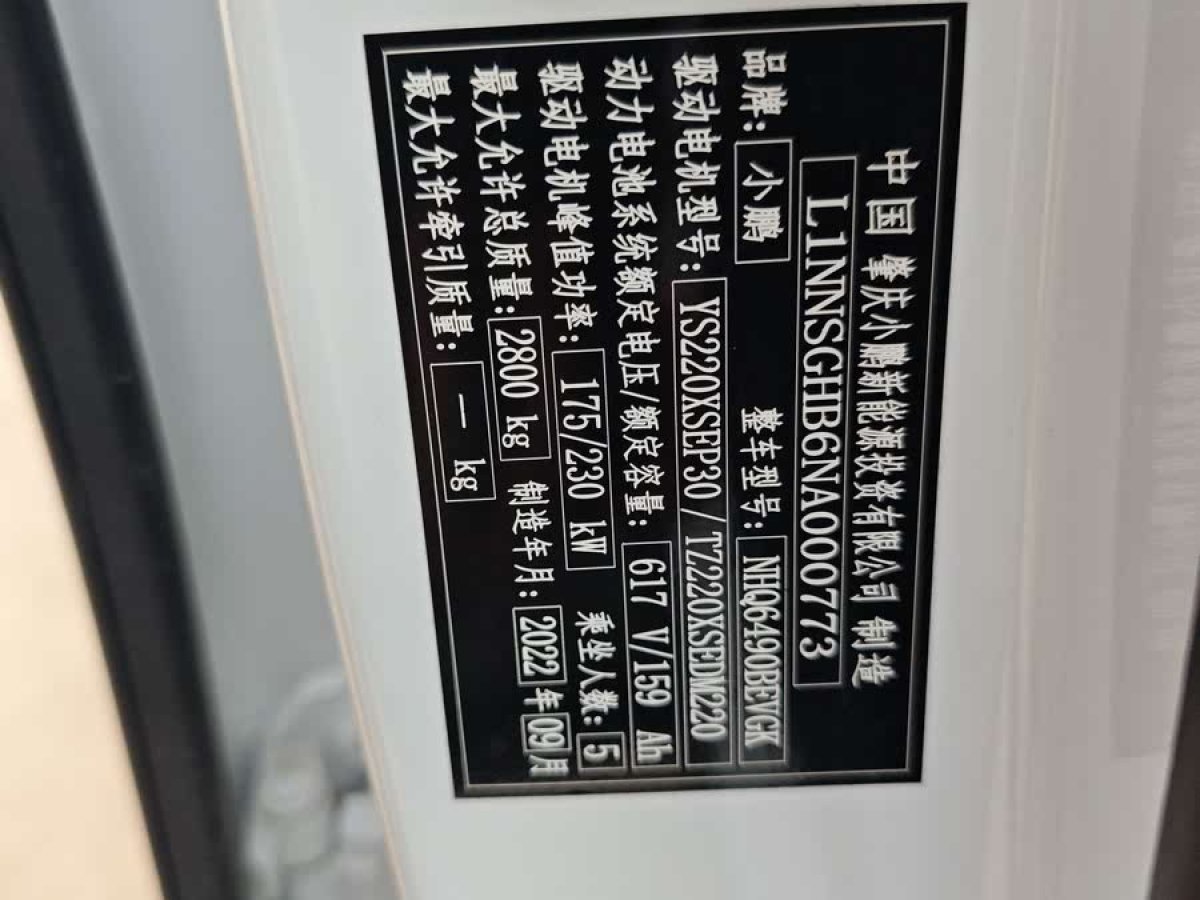 中国 肇庆小鹏新能源投资有限公司 制造
L1NNSGHB6NA000773
品牌: 小鹏 整车型号: NHQ6490BEVGK
驱动电机型号: YS220XSEP30/TZ220XSEDM220
动力电池系统额定电压/额定容量: 617 V/159 Ah
驱动电机峰值功率: 175/230 kW 乘坐人数: 5
最大允许总质量: 2800 kg 制造年月: 2022年09月
最大允许牵引质量: — kg